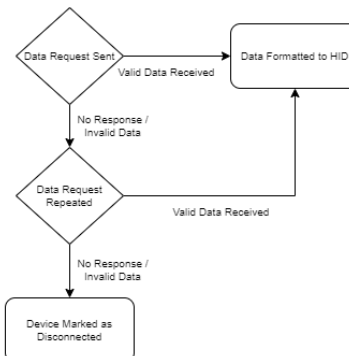 Data Request Sent
Valid Data Received
Data Formatted to HID
No Response /
Invalid Data
Data Request
Repeated
Valid Data Received
No Response /
Invalid Data
Device Marked as
Disconnected